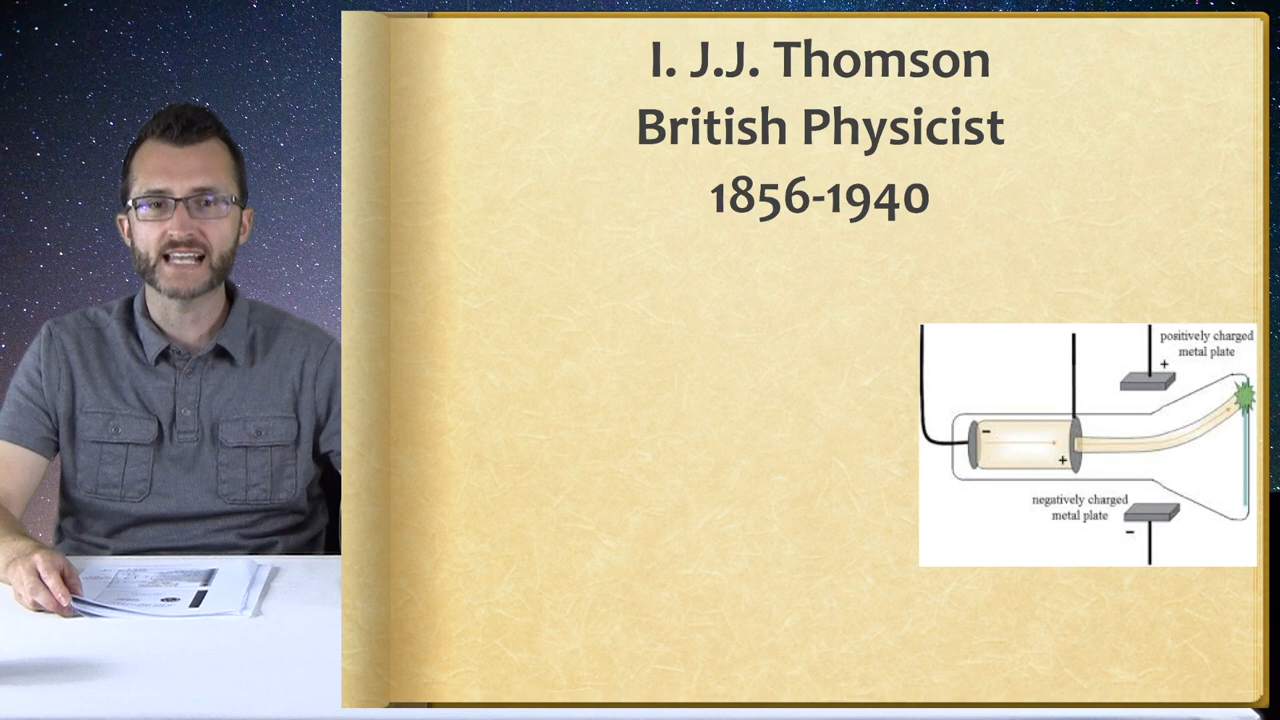 I. J.J. Thomson
British Physicist
1856-1940
positively charged
metal plate
+
-
+
negatively charged
metal plate
-